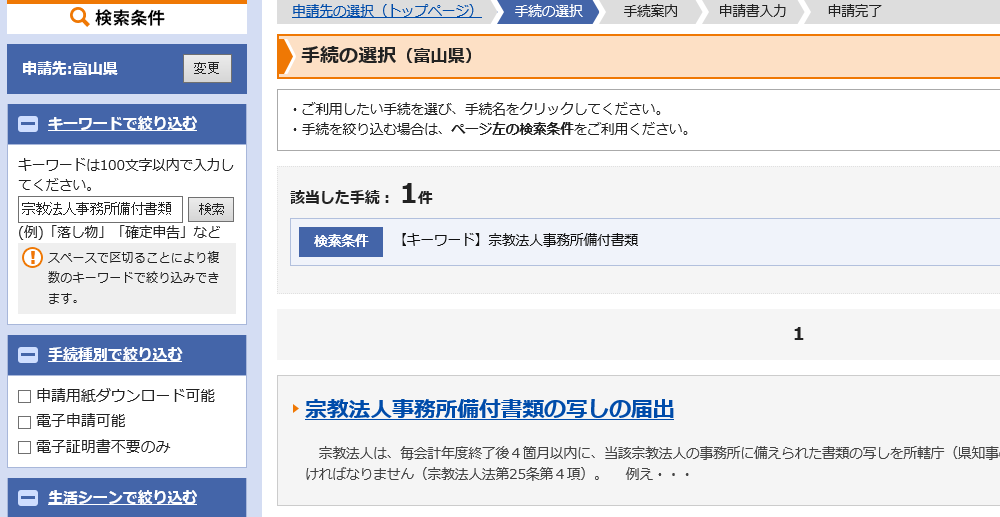 検索条件
申請先:富山県
変更
キーワードで絞り込む
キーワードは100文字以内で入力し
てください。
宗教法人事務所備付書類
検索
(例)「落し物」「確定申告」など
スペースで区切ることにより複
数のキーワードで絞り込みでき
ます。
手続種別で絞り込む
申請用紙ダウンロード可能
電子申請可能
電子証明書不要のみ
生活シーンで絞り込む
申請先の選択（トップページ）
手続の選択
手続案内
申請書入力
申請完了
手続の選択（富山県）
・ご利用したい手続を選び、手続名をクリックしてください。
・手続を絞り込む場合は、ページ左の検索条件をご利用ください。
該当した手続： 1件
検索条件
【キーワード】宗教法人事務所備付書類
1
宗教法人事務所備付書類の写しの届出
宗教法人は、毎会計年度終了後４箇月以内に、当該宗教法人の事務所に備えられた書類の写しを所轄庁（県知事
ければなりません（宗教法人法第25条第４項）。　例え・・・